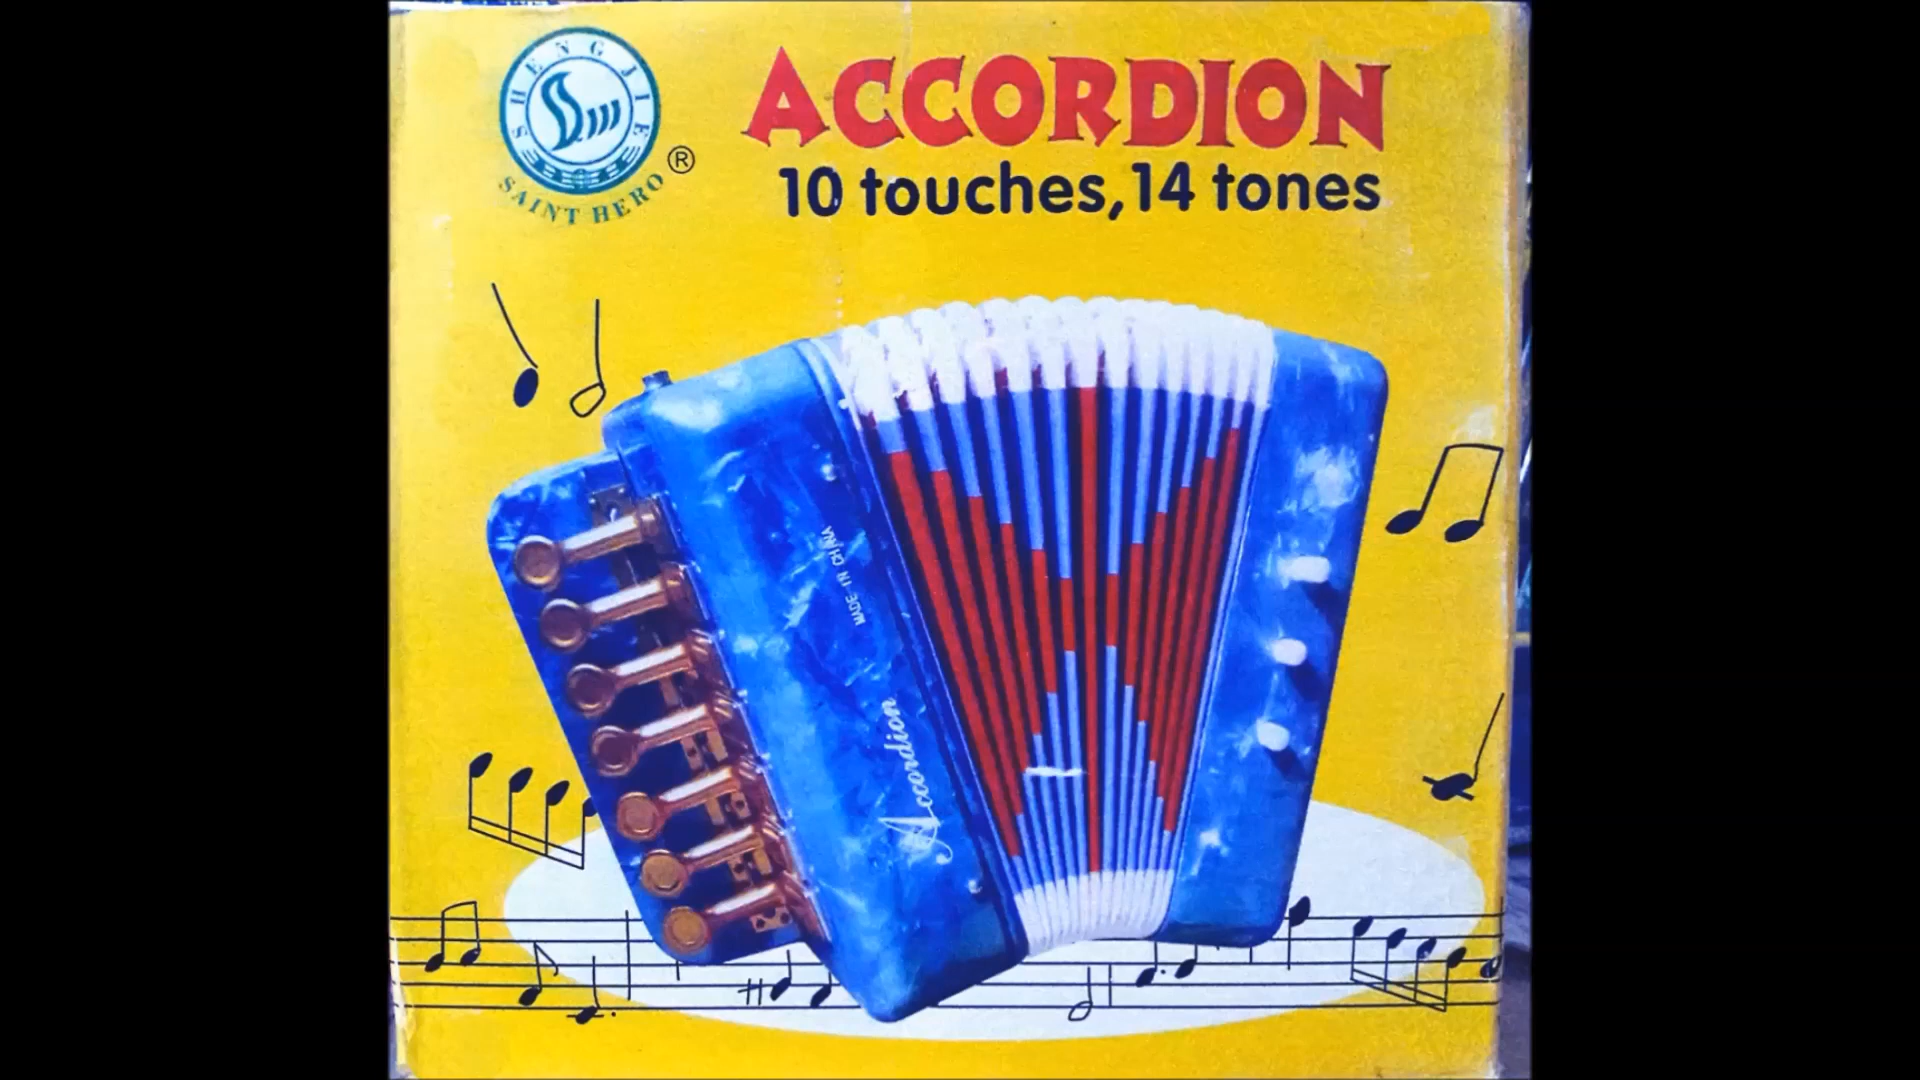 SHENGJIE
SAINT HERO
®
ACCORDION
10 touches,14 tones
MADE IN CHINA
Accordion